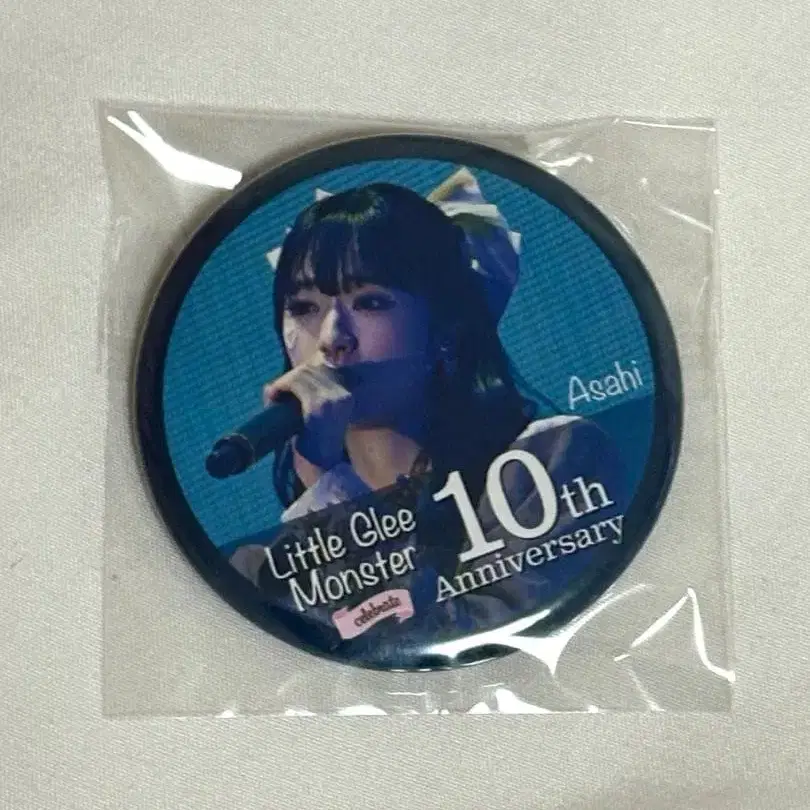 Asahi
Little Glee
Monster
celebrate
10th
Anniversary